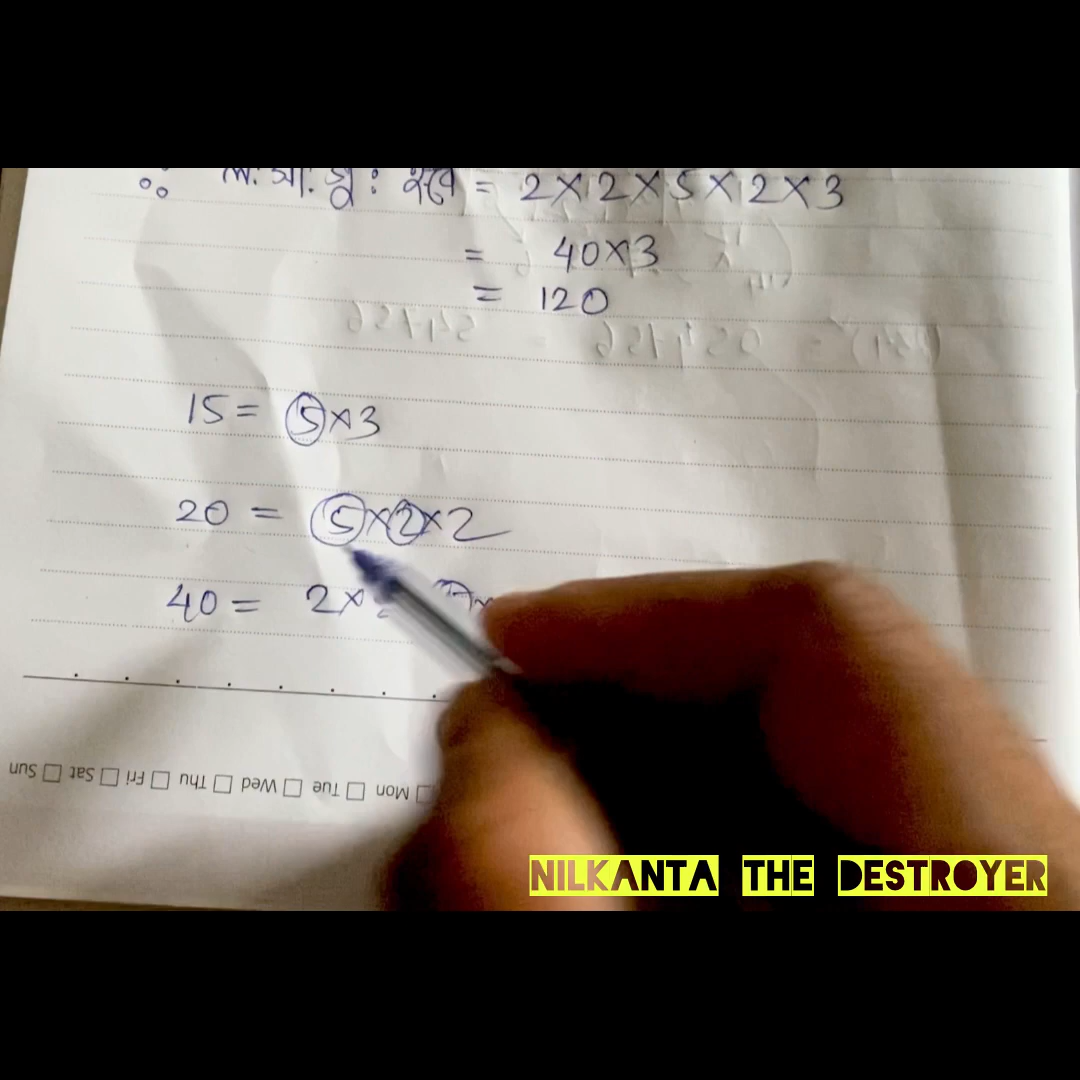 ∴ ল. সা. গু: হবে = 2×2×5×2×3
= 40×3
= 120
15 = 5×3
20 = 5×2×2
40 = 2×
Mon Tue Wed Thu Fri Sat Sun
NILKANTA THE DESTROYER